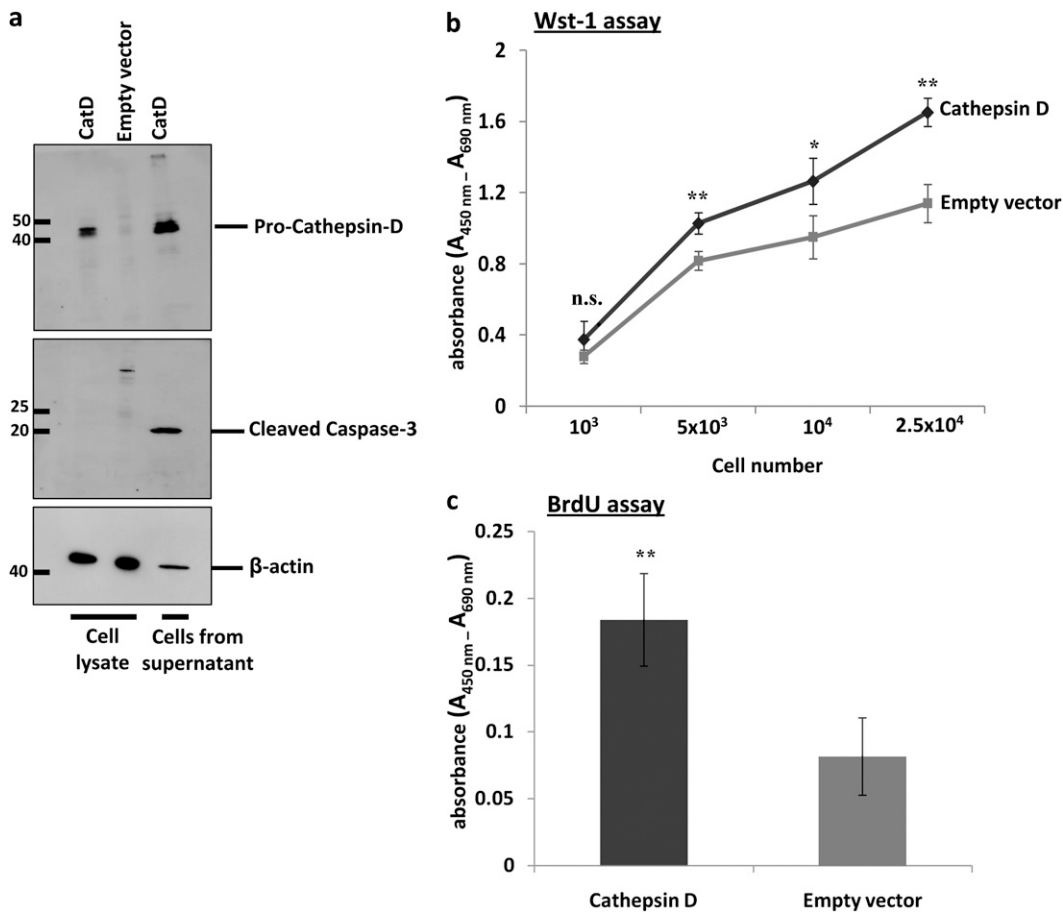 a
CatD
Empty vector
CatD
50
40
Pro-Cathepsin-D
25
20
Cleaved Caspase-3
40
β-actin
Cell
lysate
Cells from
supernatant
b
Wst-1 assay
absorbance (A450 nm – A690 nm)
2
1.6
1.2
0.8
0.4
0
n.s.
**
*
**
Cathepsin D
Empty vector
10³
5x10³
10⁴
2.5x10⁴
Cell number
c
BrdU assay
absorbance (A450 nm – A690 nm)
0.25
0.2
0.15
0.1
0.05
0
**
Cathepsin D
Empty vector